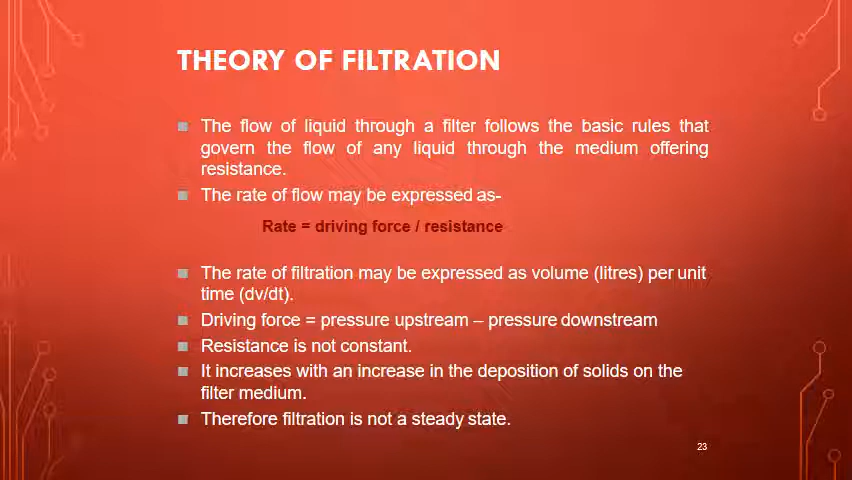 THEORY OF FILTRATION
The flow of liquid through a filter follows the basic rules that
govern the flow of any liquid through the medium offering
resistance.
The rate of flow may be expressed as-
Rate = driving force / resistance
The rate of filtration may be expressed as volume (litres) per unit
time (dv/dt).
Driving force = pressure upstream – pressure downstream
Resistance is not constant.
It increases with an increase in the deposition of solids on the
filter medium.
Therefore filtration is not a steady state.
23